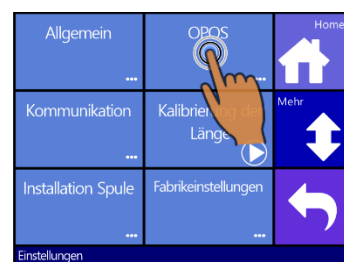 Allgemein
...
OPOS
...
Home
Kommunikation
...
Kalibrierung der
Länge
Mehr
Installation Spule
...
Fabrikeinstellungen
...
Einstellungen